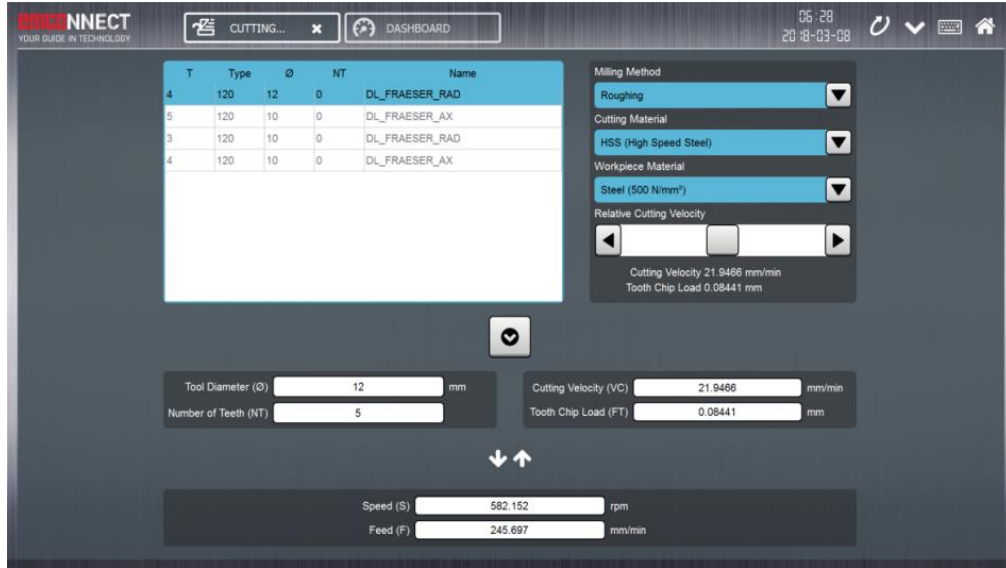 emcoNNECT
YOUR GUIDE IN TECHNOLOGY
CUTTING...
DASHBOARD
06:28
2018-03-08
T Type Ø NT Name
4 120 12 0 DL_FRAESER_RAD
5 120 10 0 DL_FRAESER_AX
3 120 10 0 DL_FRAESER_RAD
4 120 10 0 DL_FRAESER_AX
Milling Method
Roughing
Cutting Material
HSS (High Speed Steel)
Workpiece Material
Steel (500 N/mm²)
Relative Cutting Velocity
Cutting Velocity 21.9466 mm/min
Tooth Chip Load 0.08441 mm
Tool Diameter (Ø) 12 mm
Number of Teeth (NT) 5
Cutting Velocity (VC) 21.9466 mm/min
Tooth Chip Load (FT) 0.08441 mm
Speed (S) 582.152 rpm
Feed (F) 245.697 mm/min